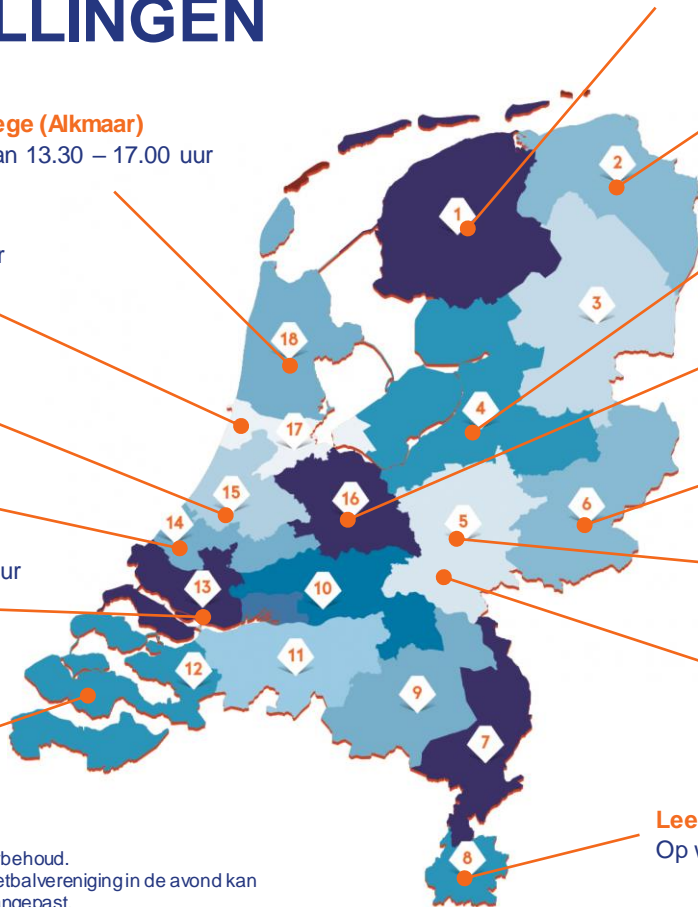 LLINGEN
ege (Alkmaar)
an 13.30 – 17.00 uur
r
ur
1
2
3
18
4
17
15
16
6
14
5
13
10
11
12
9
7
8
Lee
Op w
behoud.
etbalvereniging in de avond kan
angepast